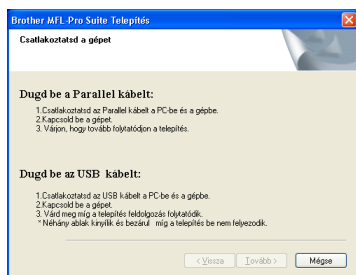 Brother MFL-Pro Suite Telepítés
Csatlakoztatsd a gépet
Dugd be a Parallel kábelt:
1.Csatlakoztatsd az Parallel kábelt a PC-be és a gépbe.
2.Kapcsold be a gépet.
3. Várjon, hogy tovább folytatódjon a telepítés.
Dugd be az USB kábelt:
1.Csatlakoztatsd az USB kábelt a PC-be és a gépbe.
2.Kapcsold be a gépet.
3. Várd meg míg a telepítés feldolgozás folytatódik.
* Néhány ablak kinyílik és bezárul míg a telepítés be nem felyezodik.
< Vissza Tovább > Mégse